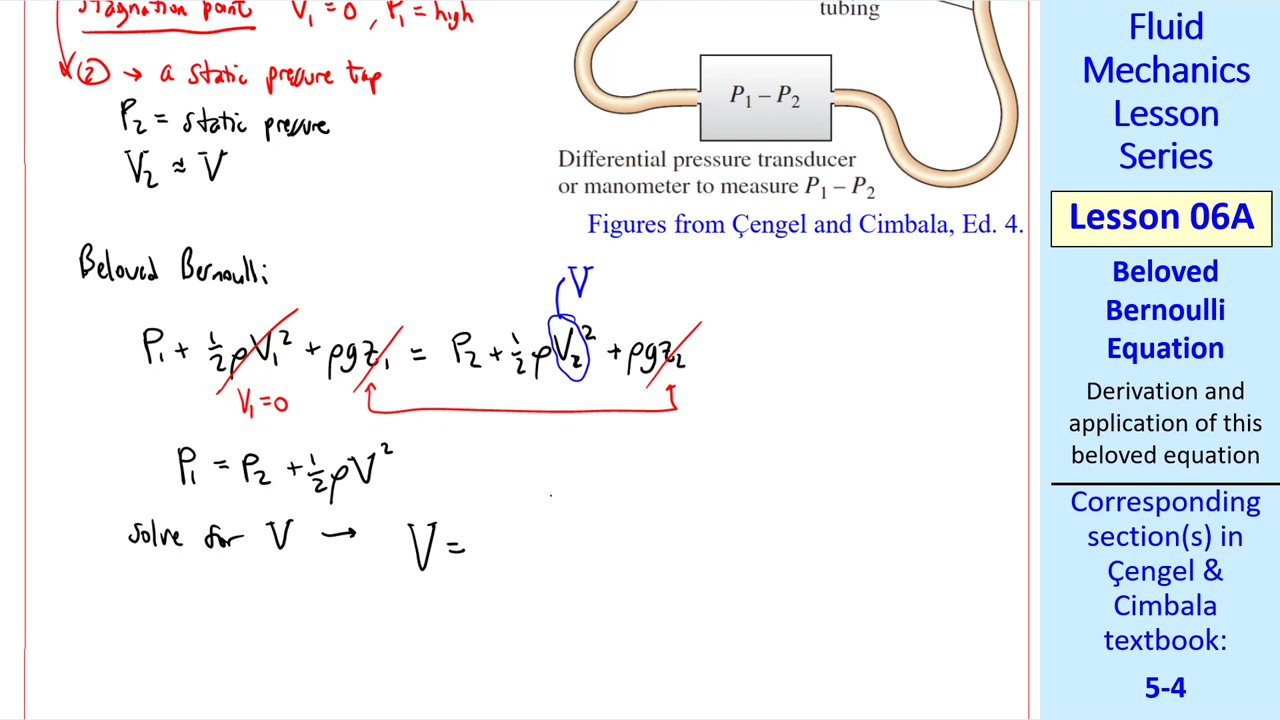 stagnation point V₁ = 0 , P₁ = high
② → a static pressure tap
P₂ = static pressure
V₂ ≈ V
tubing
P₁ – P₂
Differential pressure transducer
or manometer to measure P₁ – P₂
Figures from Çengel and Cimbala, Ed. 4.
Beloved Bernoulli
V
P₁ + ½ρV₁² + ρgz₁ = P₂ + ½ρV₂² + ρgz₂
V₁=0
P₁ = P₂ + ½ρV²
solve for V → V =
Fluid
Mechanics
Lesson
Series
Lesson 06A
Beloved
Bernoulli
Equation
Derivation and
application of this
beloved equation
Corresponding
section(s) in
Çengel &
Cimbala
textbook:
5-4